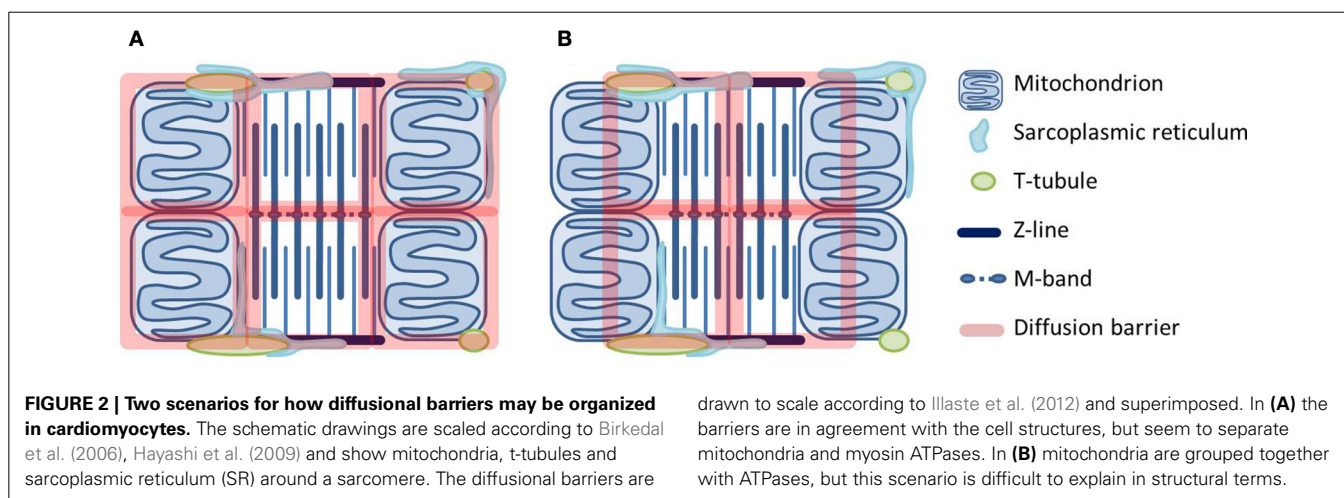 A
B
Mitochondrion
Sarcoplasmic reticulum
T-tubule
Z-line
M-band
Diffusion barrier
FIGURE 2 | Two scenarios for how diffusional barriers may be organized
in cardiomyocytes. The schematic drawings are scaled according to Birkedal
et al. (2006), Hayashi et al. (2009) and show mitochondria, t-tubules and
sarcoplasmic reticulum (SR) around a sarcomere. The diffusional barriers are
drawn to scale according to Illaste et al. (2012) and superimposed. In (A) the
barriers are in agreement with the cell structures, but seem to separate
mitochondria and myosin ATPases. In (B) mitochondria are grouped together
with ATPases, but this scenario is difficult to explain in structural terms.